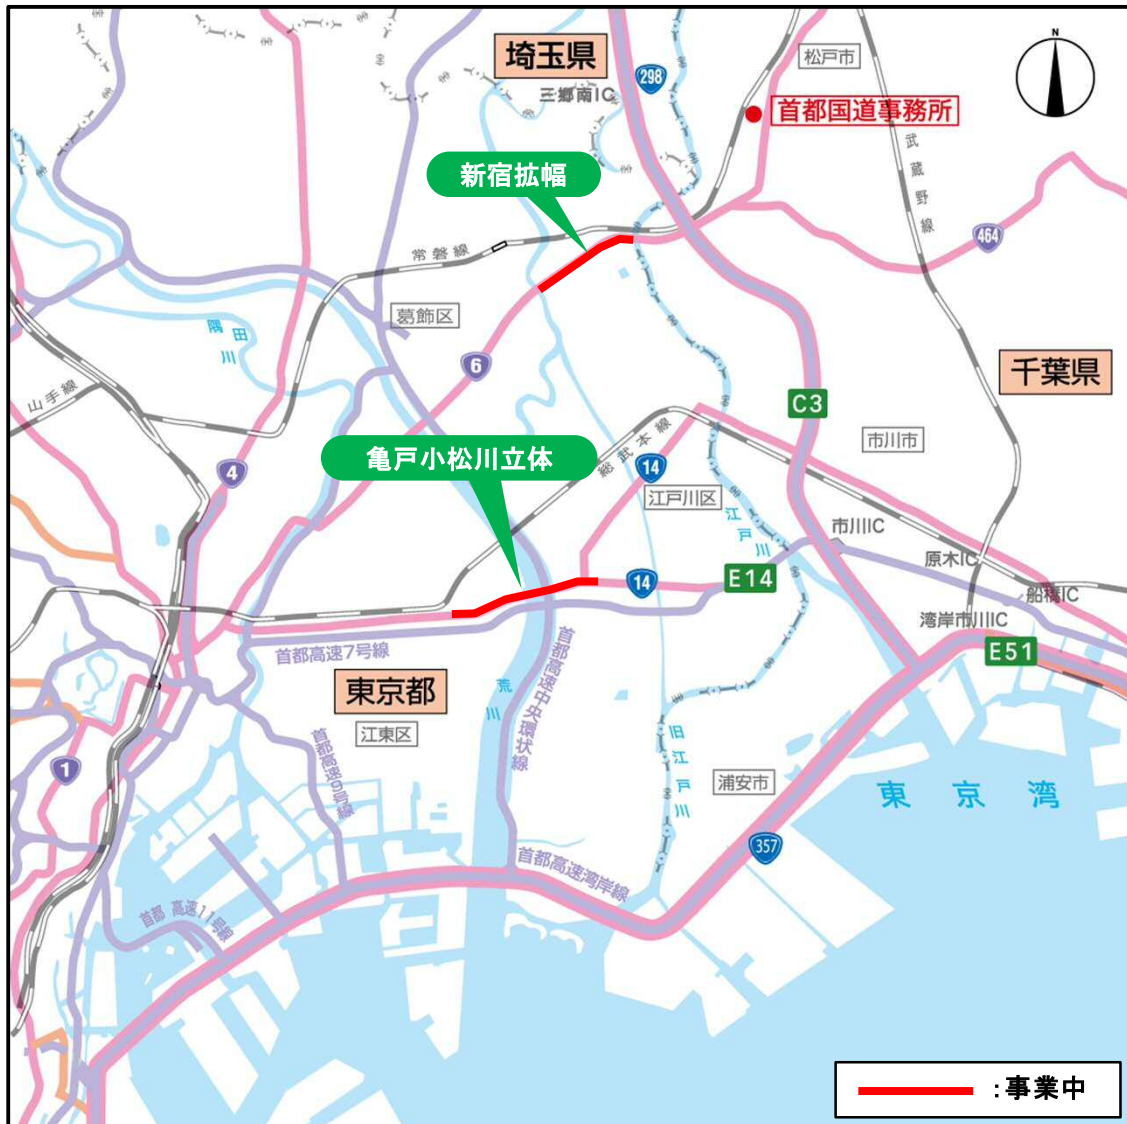 N
埼玉県
松戸市
298
三郷南IC
首都国道事務所
武蔵野線
新宿拡幅
464
常磐線
葛飾区
隅田川
6
千葉県
山手線
C3
総武本線
市川市
亀戸小松川立体
14
4
江戸川区
江戸川
市川IC
原木IC
14
E14
船橋IC
湾岸市川IC
首都高速7号線
E51
首都高速中央環状線
荒川
東京都
江東区
旧江戸川
首都高速9号線
1
浦安市
東京湾
357
首都高速湾岸線
首都高速11号線
:事業中